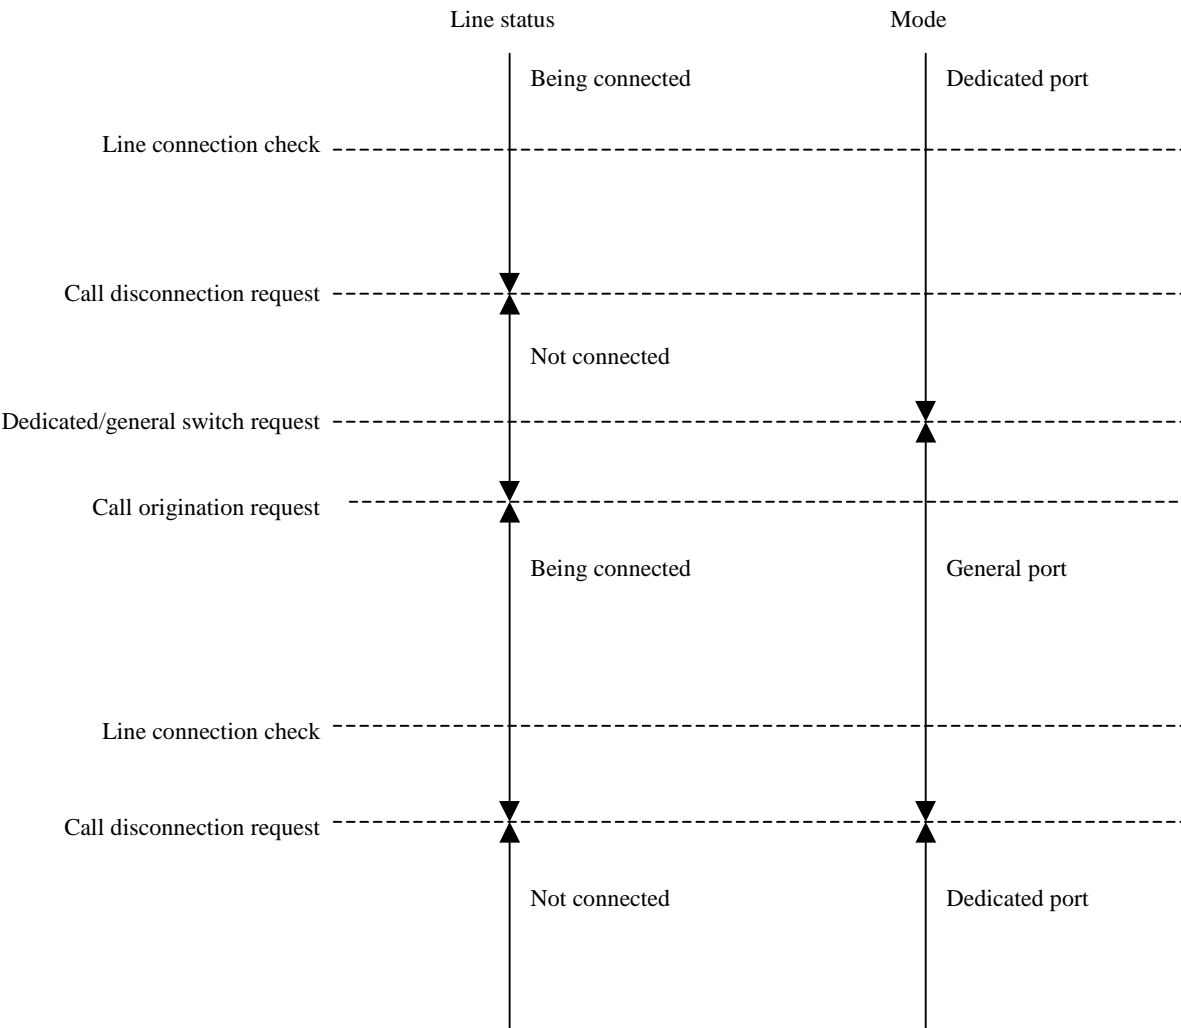 Line status
Mode
Being connected
Dedicated port
Line connection check
Call disconnection request
Not connected
Dedicated/general switch request
Call origination request
Being connected
General port
Line connection check
Call disconnection request
Not connected
Dedicated port